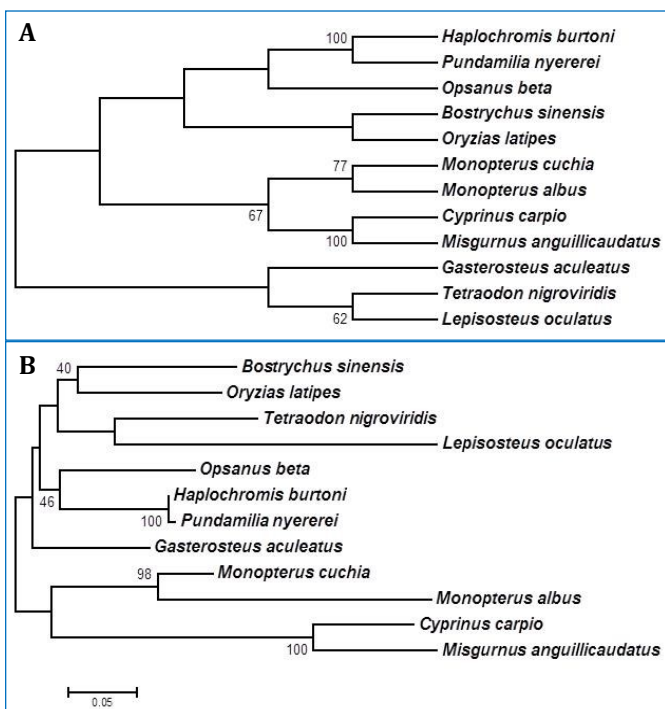 A
100
Haplochromis burtoni
Pundamilia nyererei
Opsanus beta
Bostrychus sinensis
Oryzias latipes
77
Monopterus cuchia
Monopterus albus
67
Cyprinus carpio
100
Misgurnus anguillicaudatus
Gasterosteus aculeatus
Tetraodon nigroviridis
62
Lepisosteus oculatus
B
40
Bostrychus sinensis
Oryzias latipes
Tetraodon nigroviridis
Lepisosteus oculatus
Opsanus beta
46
Haplochromis burtoni
100
Pundamilia nyererei
Gasterosteus aculeatus
98
Monopterus cuchia
Monopterus albus
Cyprinus carpio
100
Misgurnus anguillicaudatus
0.05